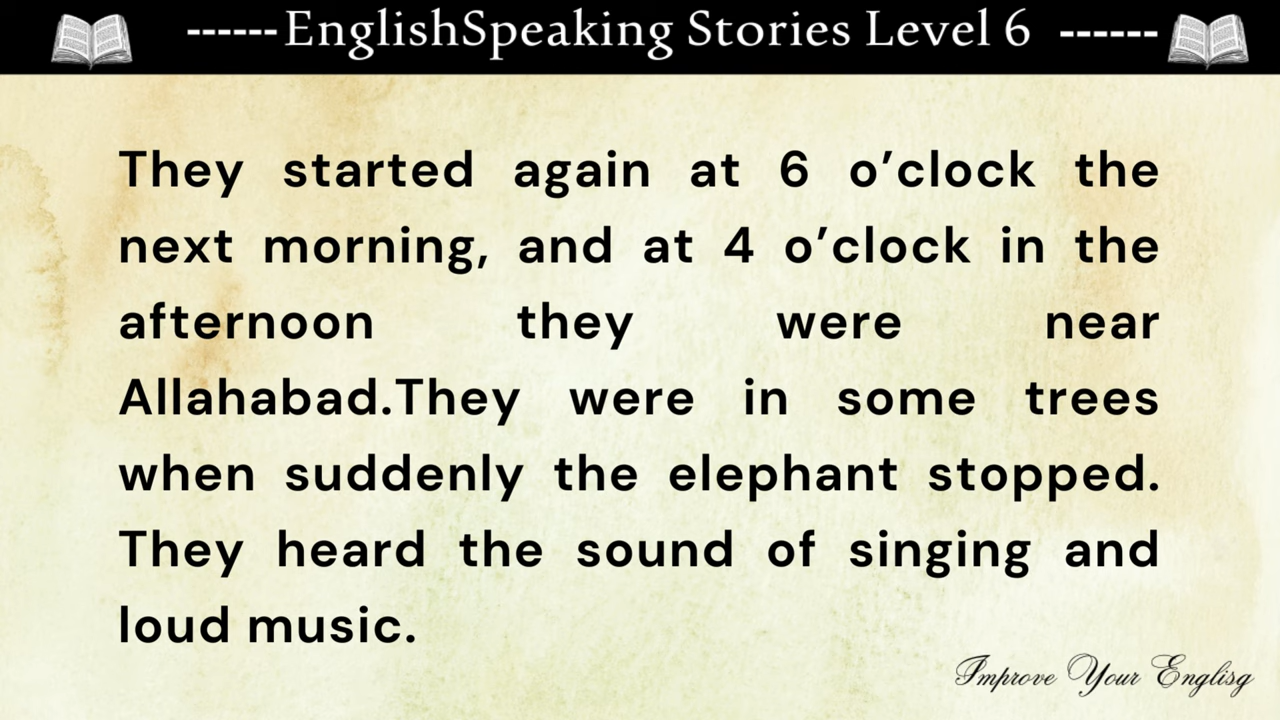 ------EnglishSpeaking Stories Level 6 ------
They started again at 6 o’clock the
next morning, and at 4 o’clock in the
afternoon they were near
Allahabad.They were in some trees
when suddenly the elephant stopped.
They heard the sound of singing and
loud music.
Improve Your Englisg